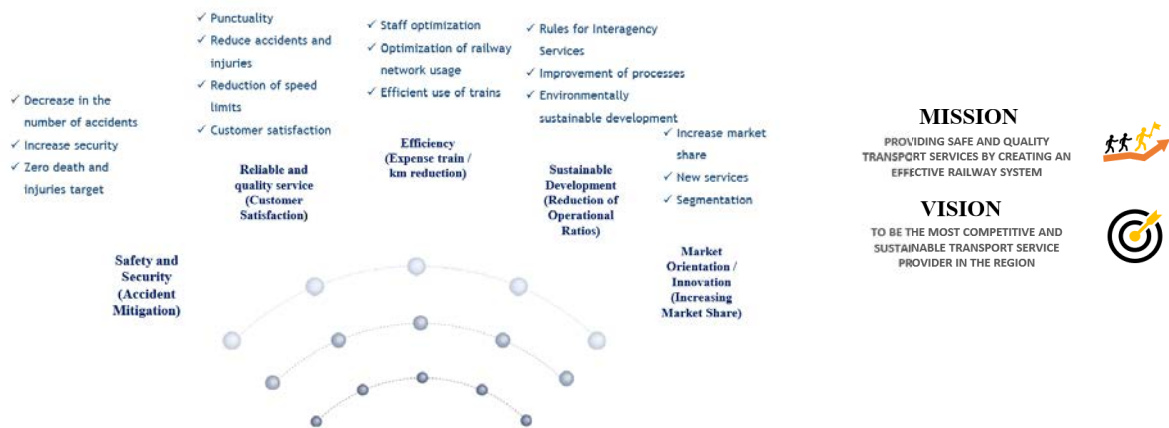 ✓ Decrease in the
number of accidents
✓ Increase security
✓ Zero death and
injuries target
Safety and
Security
(Accident
Mitigation)
✓ Punctuality
✓ Reduce accidents and
injuries
✓ Reduction of speed
limits
✓ Customer satisfaction
Reliable and
quality service
(Customer
Satisfaction)
✓ Staff optimization
✓ Optimization of railway
network usage
✓ Efficient use of trains
Efficiency
(Expense train /
km reduction)
✓ Rules for Interagency
Services
✓ Improvement of processes
✓ Environmentally
sustainable development
Sustainable
Development
(Reduction of
Operational
Ratios)
✓ Increase market
share
✓ New services
✓ Segmentation
Market
Orientation /
Innovation
(Increasing
Market Share)
MISSION
PROVIDING SAFE AND QUALITY
TRANSPORT SERVICES BY CREATING AN
EFFECTIVE RAILWAY SYSTEM
VISION
TO BE THE MOST COMPETITIVE AND
SUSTAINABLE TRANSPORT SERVICE
PROVIDER IN THE REGION